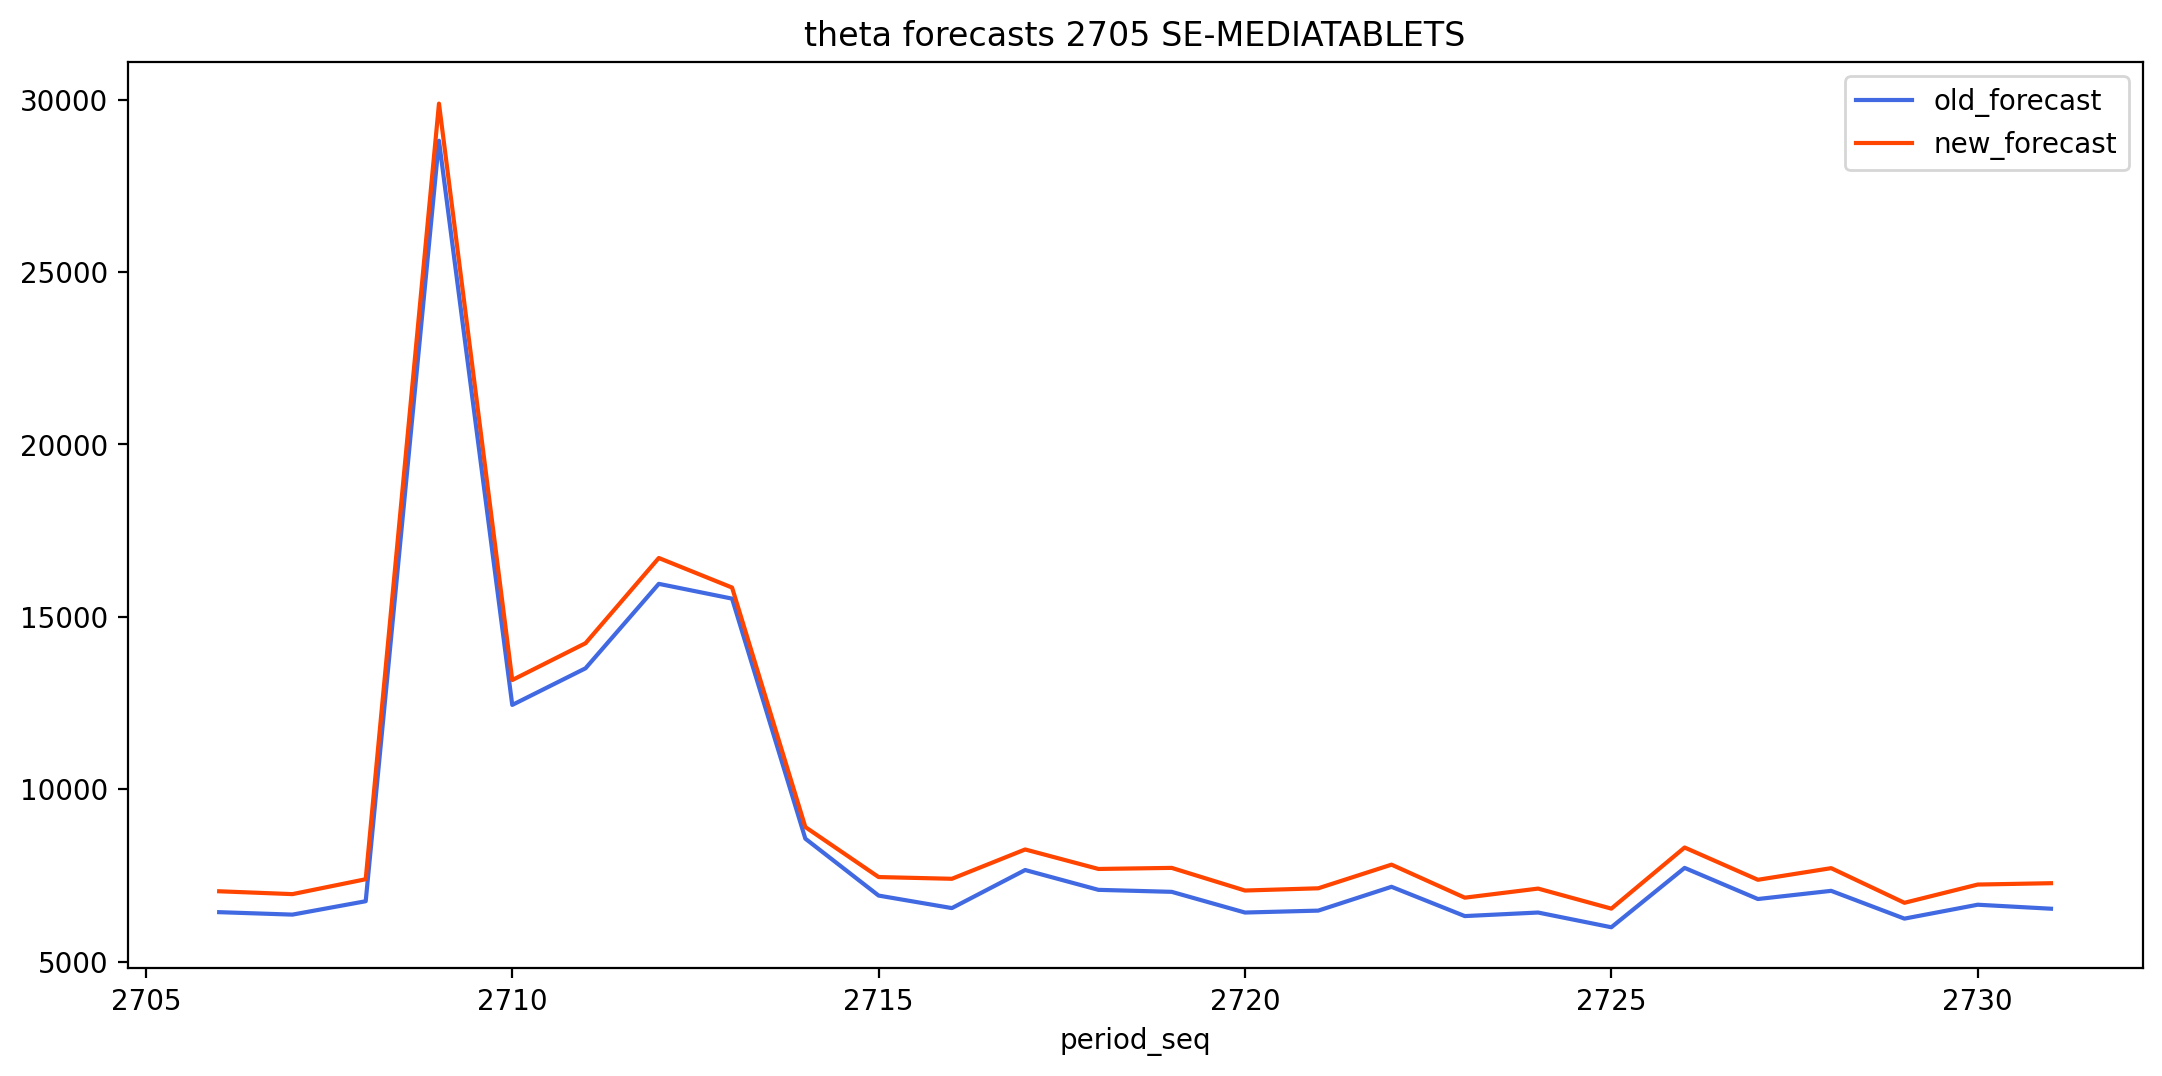 theta forecasts 2705 SE-MEDIATABLETS
old_forecast
new_forecast
30000
25000
20000
15000
10000
5000
2705 2710 2715 2720 2725 2730
period_seq